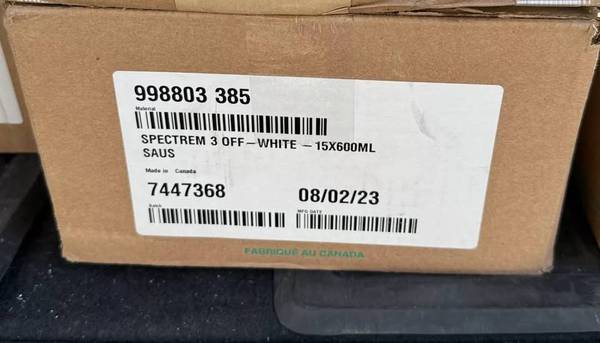 998803 385
Material
SPECTREM 3 OFF-WHITE -15X600ML
SAUS
Made in Canada
7447368 08/02/23
Batch MFG DATE
FABRIQUÉ AU CANADA